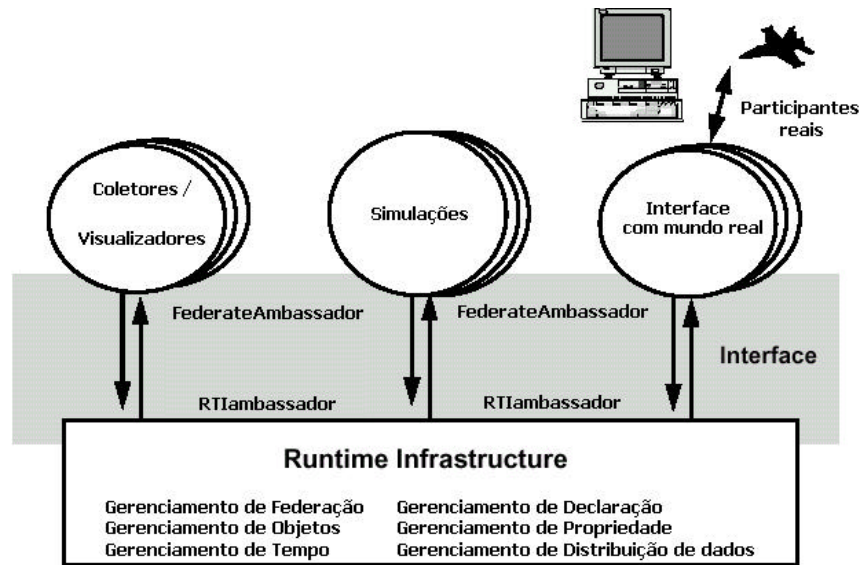 Participantes
reais
Coletores /
Visualizadores
Simulações
Interface
com mundo real
FederateAmbassador
FederateAmbassador
Interface
RTIambassador
RTIambassador
Runtime Infrastructure
Gerenciamento de Federação
Gerenciamento de Objetos
Gerenciamento de Tempo
Gerenciamento de Declaração
Gerenciamento de Propriedade
Gerenciamento de Distribuição de dados